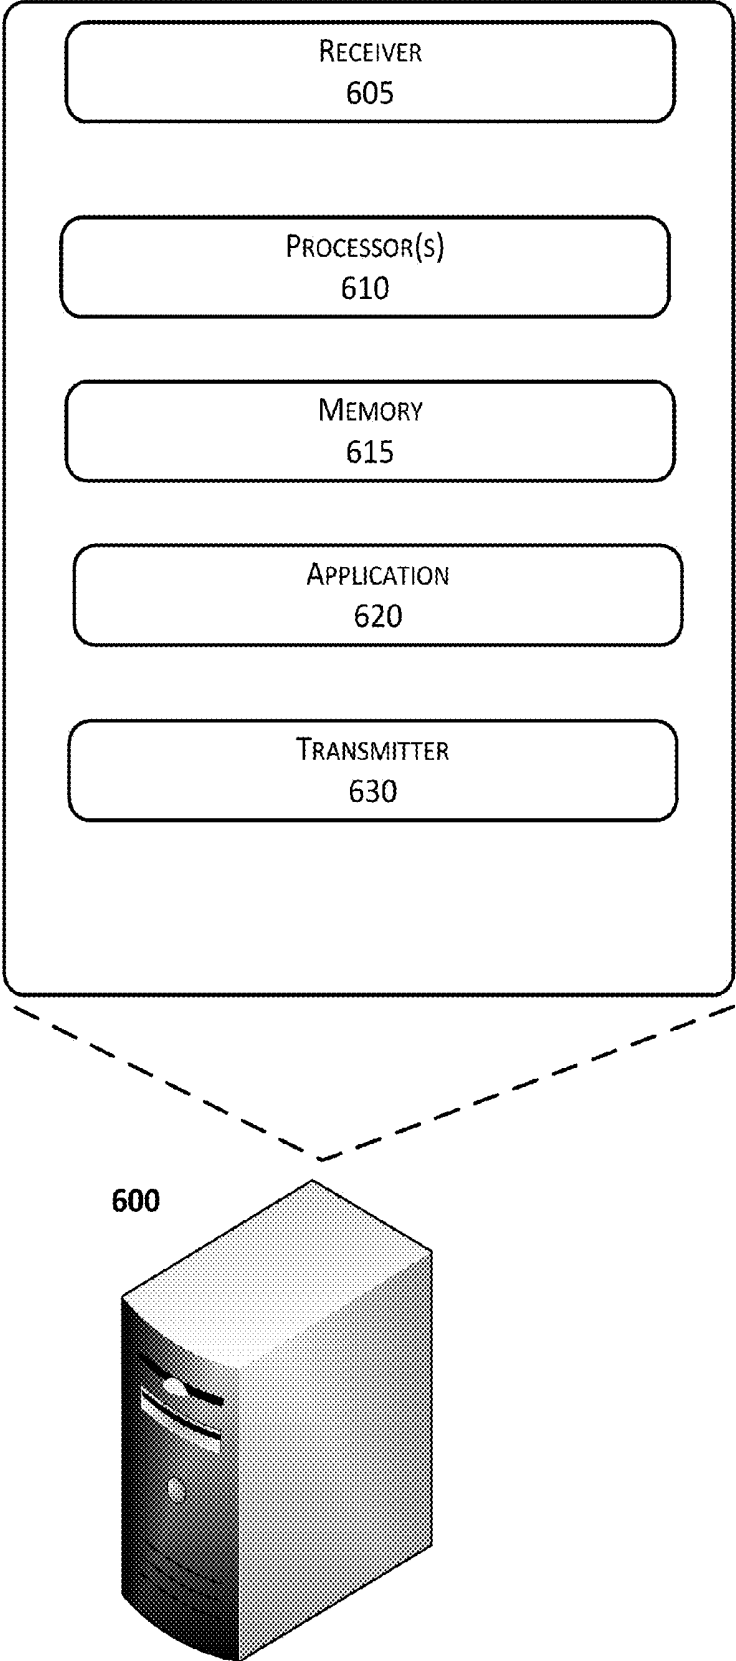 RECEIVER
605
PROCESSOR(S)
610
MEMORY
615
APPLICATION
620
TRANSMITTER
630
600